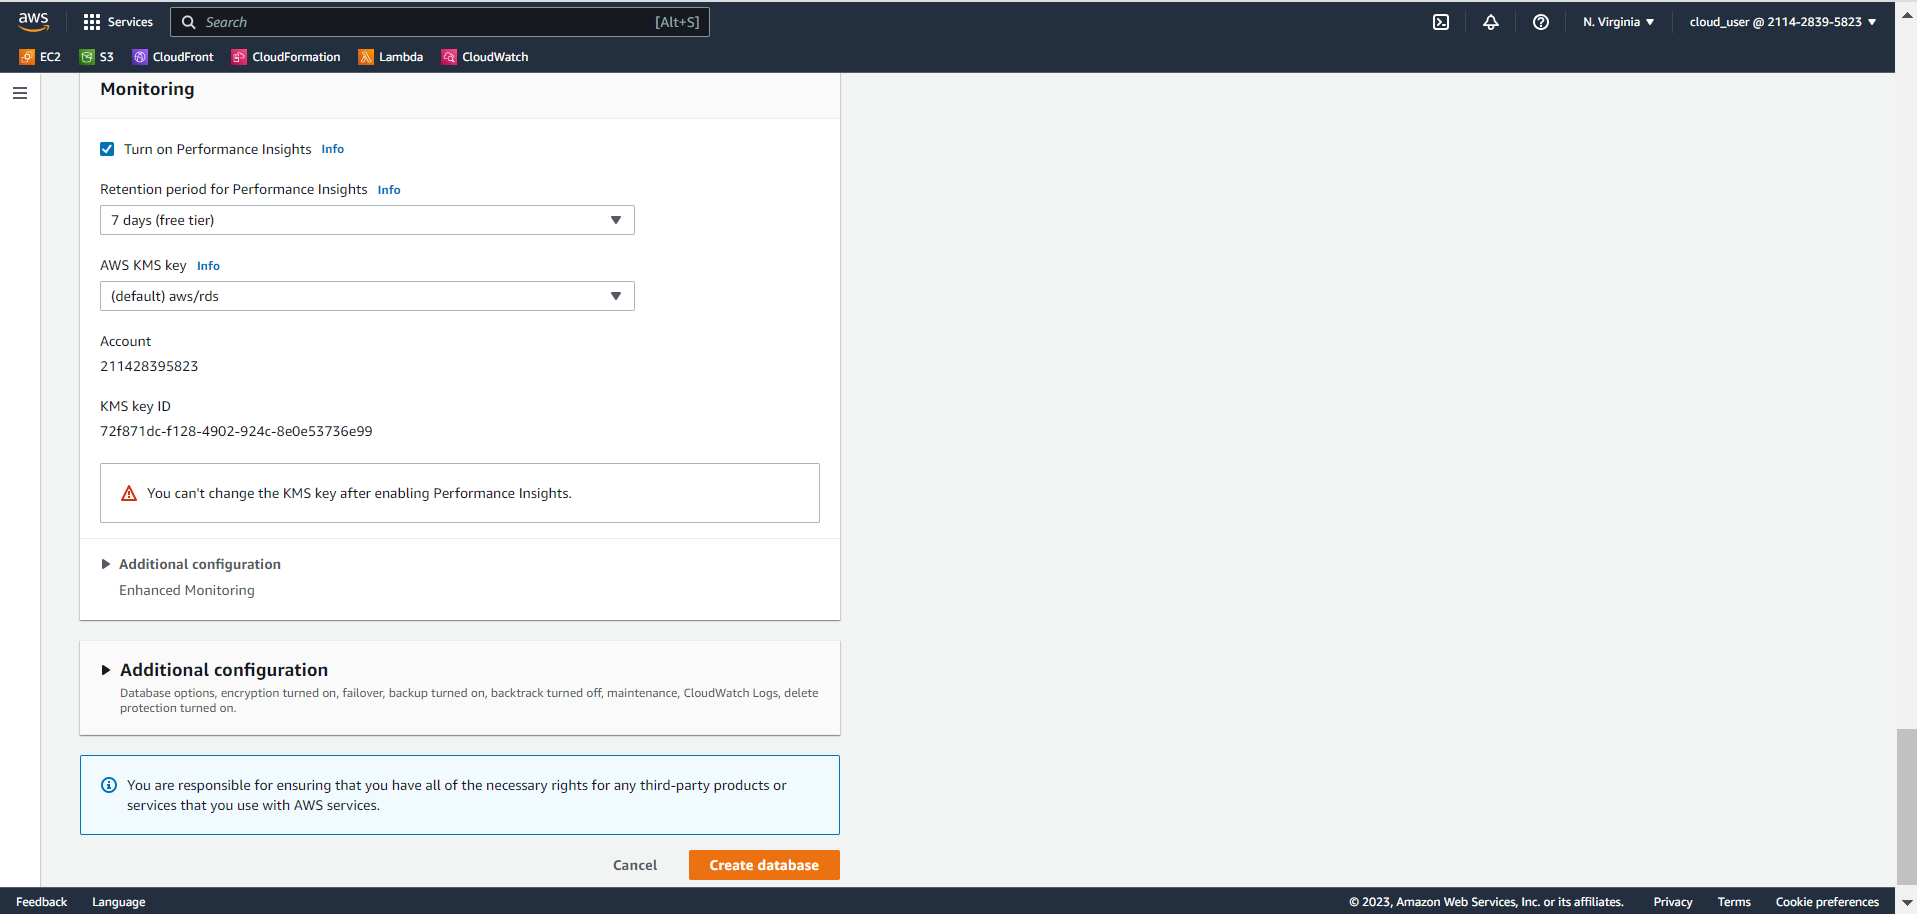 aws
Services
Search
[Alt+S]
N. Virginia
cloud_user @ 2114-2839-5823
EC2
S3
CloudFront
CloudFormation
Lambda
CloudWatch
Monitoring
Turn on Performance Insights Info
Retention period for Performance Insights Info
7 days (free tier)
AWS KMS key Info
(default) aws/rds
Account
211428395823
KMS key ID
72f871dc-f128-4902-924c-8e0e53736e99
You can't change the KMS key after enabling Performance Insights.
Additional configuration
Enhanced Monitoring
Additional configuration
Database options, encryption turned on, failover, backup turned on, backtrack turned off, maintenance, CloudWatch Logs, delete
protection turned on.
You are responsible for ensuring that you have all of the necessary rights for any third-party products or
services that you use with AWS services.
Cancel
Create database
Feedback
Language
© 2023, Amazon Web Services, Inc. or its affiliates.
Privacy
Terms
Cookie preferences